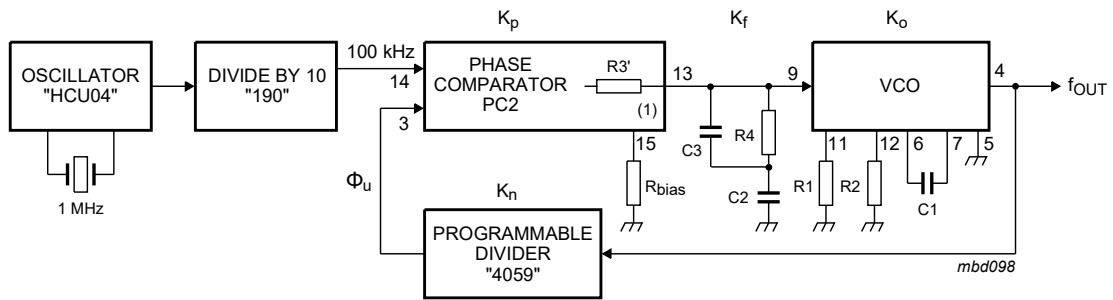 Kp
Kf
Ko
OSCILLATOR
"HCU04"
DIVIDE BY 10
"190"
100 kHz
14
3
PHASE
COMPARATOR
PC2
R3'
(1)
13
15
9
VCO
4
fOUT
C3
R4
C2
Rbias
11
12
6
7
5
R1
R2
C1
1 MHz
Φu
Kn
PROGRAMMABLE
DIVIDER
"4059"
mbd098